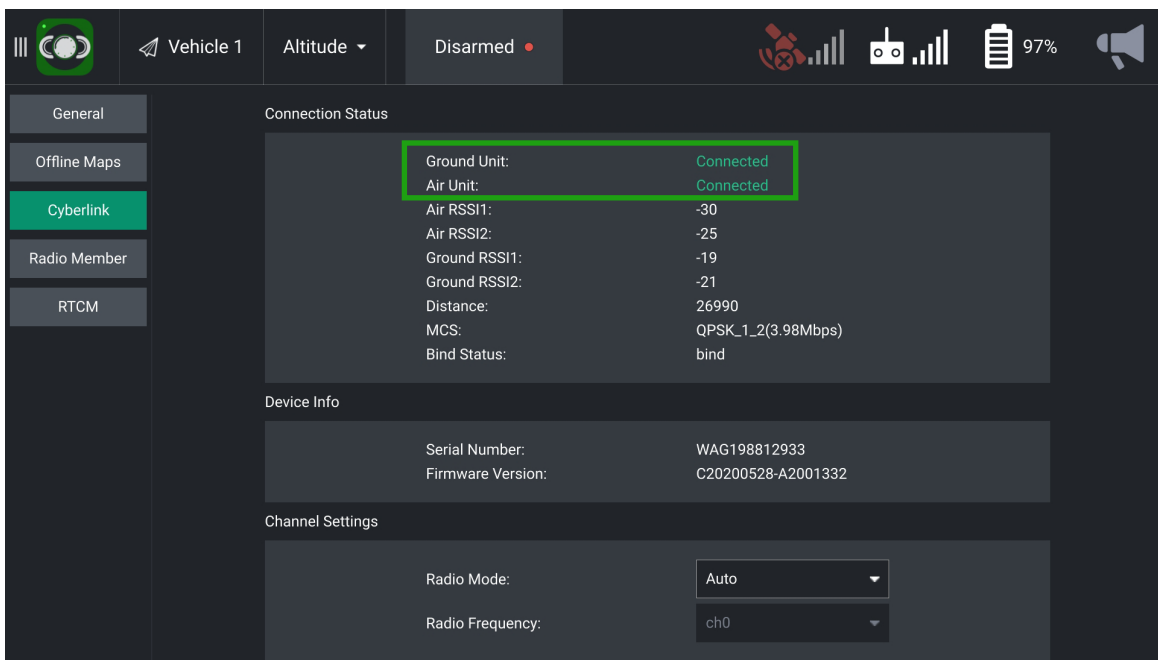 Vehicle 1
Altitude
Disarmed
97%
General
Offline Maps
Cyberlink
Radio Member
RTCM
Connection Status
Ground Unit: Connected
Air Unit: Connected
Air RSSI1: -30
Air RSSI2: -25
Ground RSSI1: -19
Ground RSSI2: -21
Distance: 26990
MCS: QPSK_1_2(3.98Mbps)
Bind Status: bind
Device Info
Serial Number: WAG198812933
Firmware Version: C20200528-A2001332
Channel Settings
Radio Mode: Auto
Radio Frequency: ch0